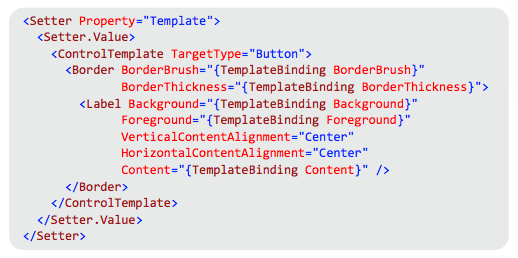 <Setter Property="Template">
<Setter.Value>
<ControlTemplate TargetType="Button">
<Border BorderBrush="{TemplateBinding BorderBrush}"
BorderThickness="{TemplateBinding BorderThickness}">
<Label Background="{TemplateBinding Background}"
Foreground="{TemplateBinding Foreground}"
VerticalContentAlignment="Center"
HorizontalContentAlignment="Center"
Content="{TemplateBinding Content}" />
</Border>
</ControlTemplate>
</Setter.Value>
</Setter>